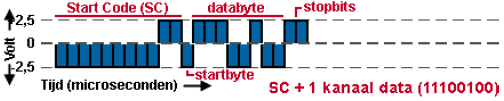 Start Code (SC) databyte stopbits
2,5
Volt
0
-2,5
startbyte
Tijd (microseconden)
SC + 1 kanaal data (11100100)